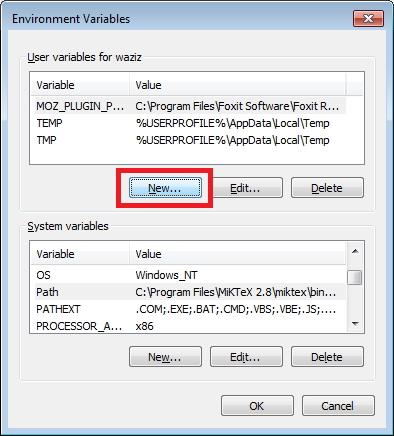 Environment Variables
User variables for waziz
Variable Value
MOZ_PLUGIN_P... C:\Program Files\Foxit Software\Foxit R...
TEMP %USERPROFILE%\AppData\Local\Temp
TMP %USERPROFILE%\AppData\Local\Temp
New... Edit... Delete
System variables
Variable Value
OS Windows_NT
Path C:\Program Files\MiKTeX 2.8\miktex\bin...
PATHEXT .COM;.EXE;.BAT;.CMD;.VBS;.VBE;.JS;....
PROCESSOR_A... x86
New... Edit... Delete
OK Cancel